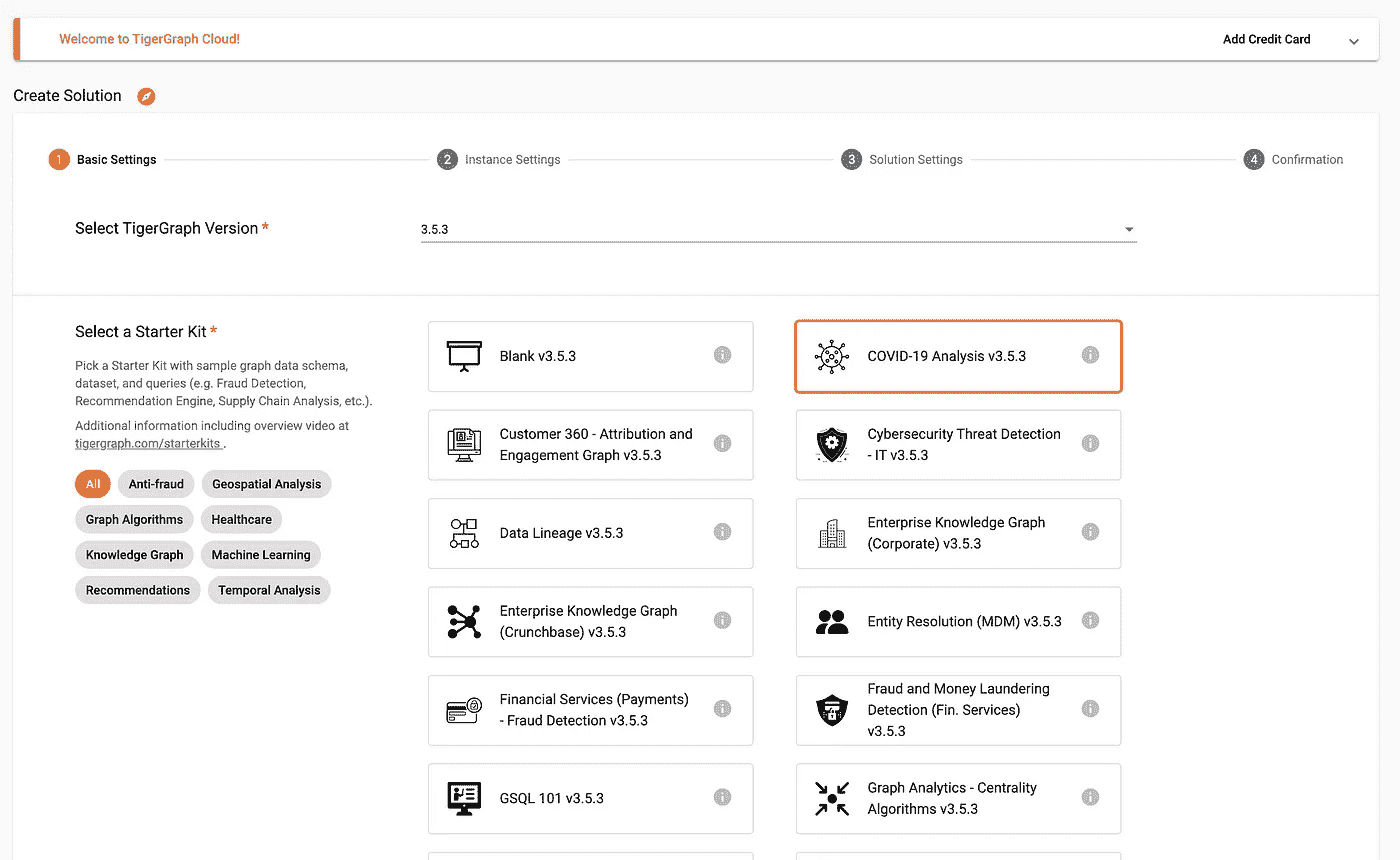 Welcome to TigerGraph Cloud!
Add Credit Card
Create Solution
1 Basic Settings
2 Instance Settings
3 Solution Settings
4 Confirmation
Select TigerGraph Version *
3.5.3
Select a Starter Kit *
Pick a Starter Kit with sample graph data schema,
dataset, and queries (e.g. Fraud Detection,
Recommendation Engine, Supply Chain Analysis, etc.).
Additional information including overview video at
tigergraph.com/starterkits .
All
Anti-fraud
Geospatial Analysis
Graph Algorithms
Healthcare
Knowledge Graph
Machine Learning
Recommendations
Temporal Analysis
Blank v3.5.3
COVID-19 Analysis v3.5.3
Customer 360 - Attribution and
Engagement Graph v3.5.3
Cybersecurity Threat Detection
- IT v3.5.3
Data Lineage v3.5.3
Enterprise Knowledge Graph
(Corporate) v3.5.3
Enterprise Knowledge Graph
(Crunchbase) v3.5.3
Entity Resolution (MDM) v3.5.3
Financial Services (Payments)
- Fraud Detection v3.5.3
Fraud and Money Laundering
Detection (Fin. Services)
v3.5.3
GSQL 101 v3.5.3
Graph Analytics - Centrality
Algorithms v3.5.3